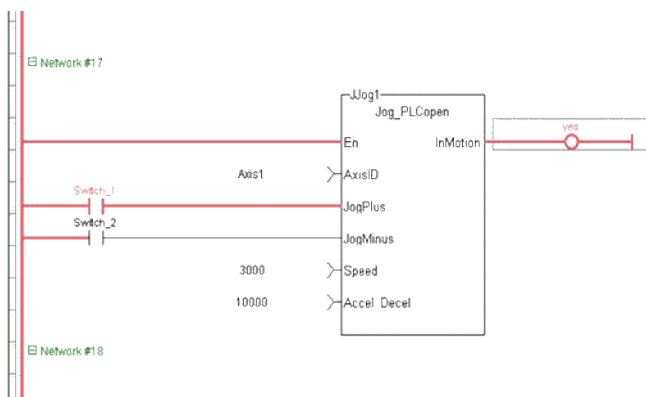 Network #17
JJog1
Jog_PLCopen
yes
En InMotion
Axis1 AxisID
Switch_1
JogPlus
Switch_2
JogMinus
3000 Speed
10000 Accel_Decel
Network #18